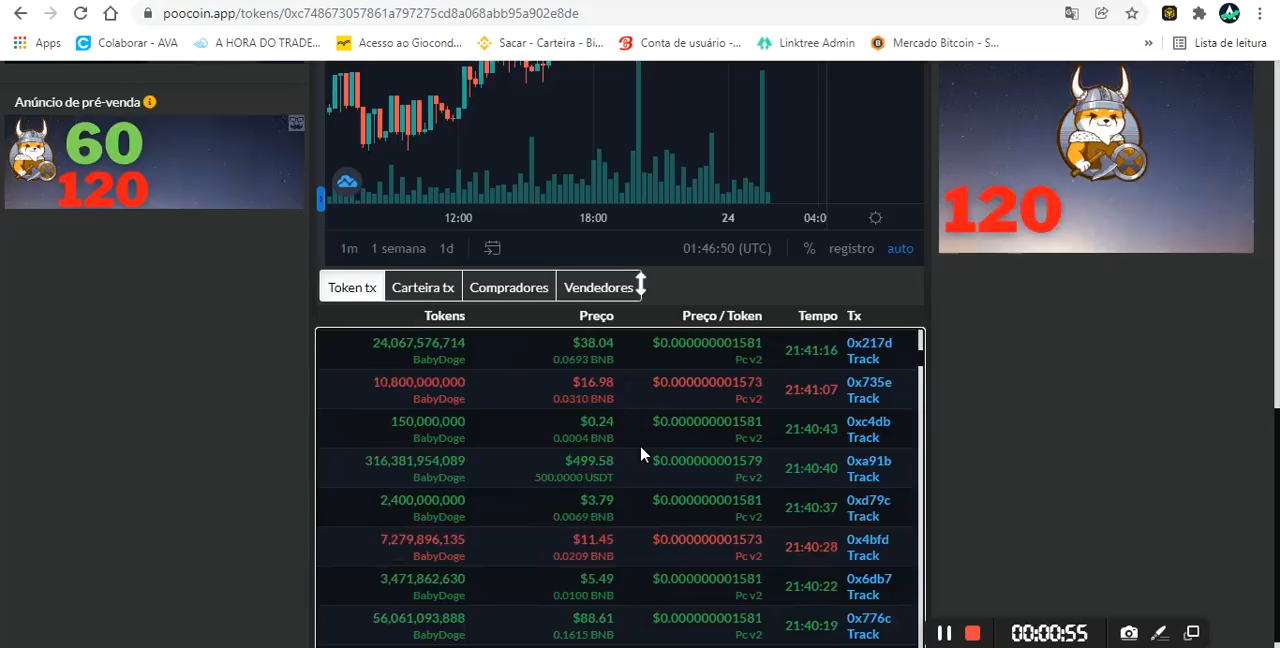 poocoin.app/tokens/0xc748673057861a797275cd8a068abb95a902e8de
Apps Colaborar - AVA A HORA DO TRADE... Acesso ao Giocond... Sacar - Carteira - Bi... Conta de usuário -... Linktree Admin Mercado Bitcoin - S... » Lista de leitura
Anúncio de pré-venda
60
120
120
12:00 18:00 24 04:0
1m 1 semana 1d 01:46:50 (UTC) % registro auto
Token tx Carteira tx Compradores Vendedores
Tokens Preço Preço / Token Tempo Tx
24,067,576,714 $38.04 $0.000000001581 21:41:16 0x217d
BabyDoge 0.0693 BNB Pc v2 Track
10,800,000,000 $16.98 $0.000000001573 21:41:07 0x735e
BabyDoge 0.0310 BNB Pc v2 Track
150,000,000 $0.24 $0.000000001581 21:40:43 0xc4db
BabyDoge 0.0004 BNB Pc v2 Track
316,381,954,089 $499.58 $0.000000001579 21:40:40 0xa91b
BabyDoge 500.0000 USDT Pc v2 Track
2,400,000,000 $3.79 $0.000000001581 21:40:37 0xd79c
BabyDoge 0.0069 BNB Pc v2 Track
7,279,896,135 $11.45 $0.000000001573 21:40:28 0x4bfd
BabyDoge 0.0209 BNB Pc v2 Track
3,471,862,630 $5.49 $0.000000001581 21:40:22 0x6db7
BabyDoge 0.0100 BNB Pc v2 Track
56,061,093,888 $88.61 $0.000000001581 21:40:19 0x776c
BabyDoge 0.1615 BNB Pc v2 Track
00:00:55